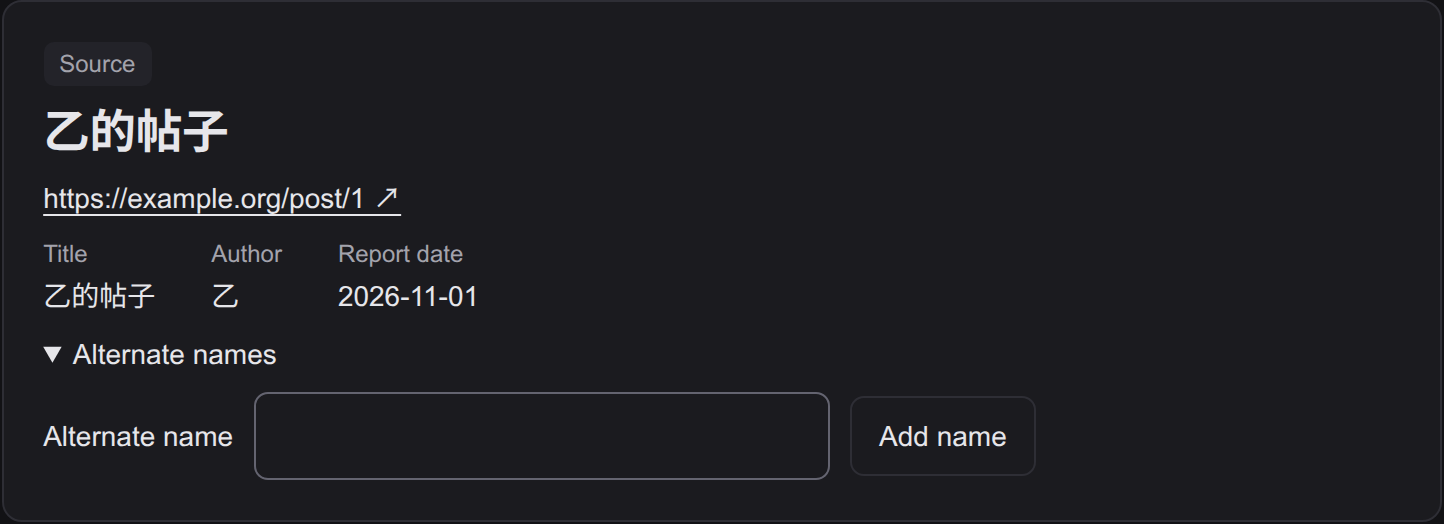 Source
乙的帖子
https://example.org/post/1 ↗
Title Author Report date
乙的帖子 乙 2026-11-01
▼ Alternate names
Alternate name Add name